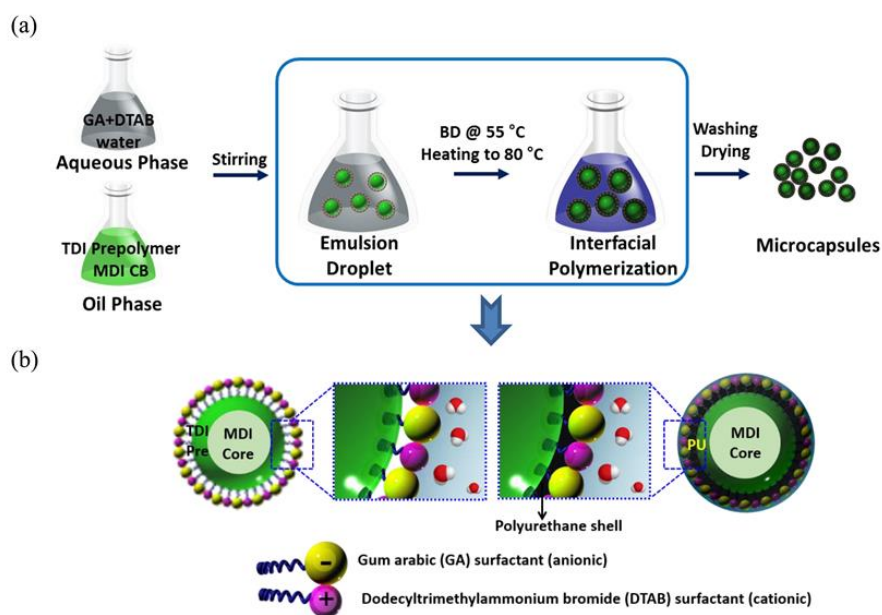 (a)
GA+DTAB
water
Aqueous Phase
TDI Prepolymer
MDI CB
Oil Phase
Stirring
Emulsion
Droplet
BD @ 55 °C
Heating to 80 °C
Interfacial
Polymerization
Washing
Drying
Microcapsules
(b)
TDI
Pre
MDI
Core
Polyurethane shell
PU
MDI
Core
-
Gum arabic (GA) surfactant (anionic)
+
Dodecyltrimethylammonium bromide (DTAB) surfactant (cationic)